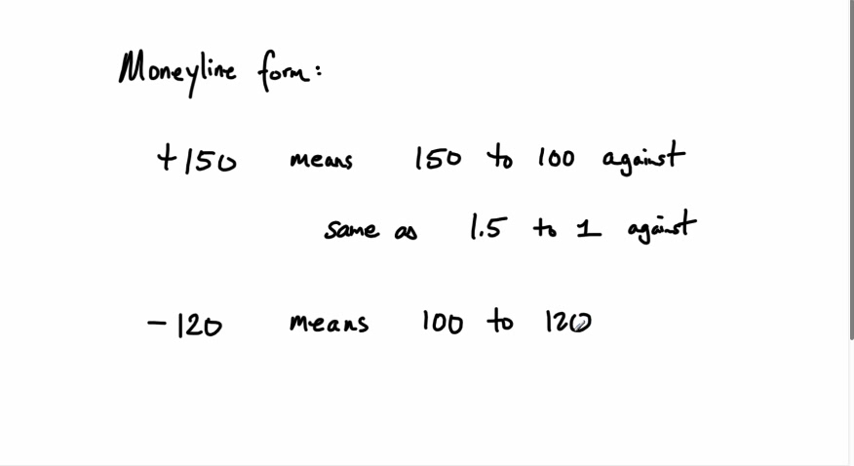 Moneyline form:
+150 means 150 to 100 against
same as 1.5 to 1 against
- 120 means 100 to 120